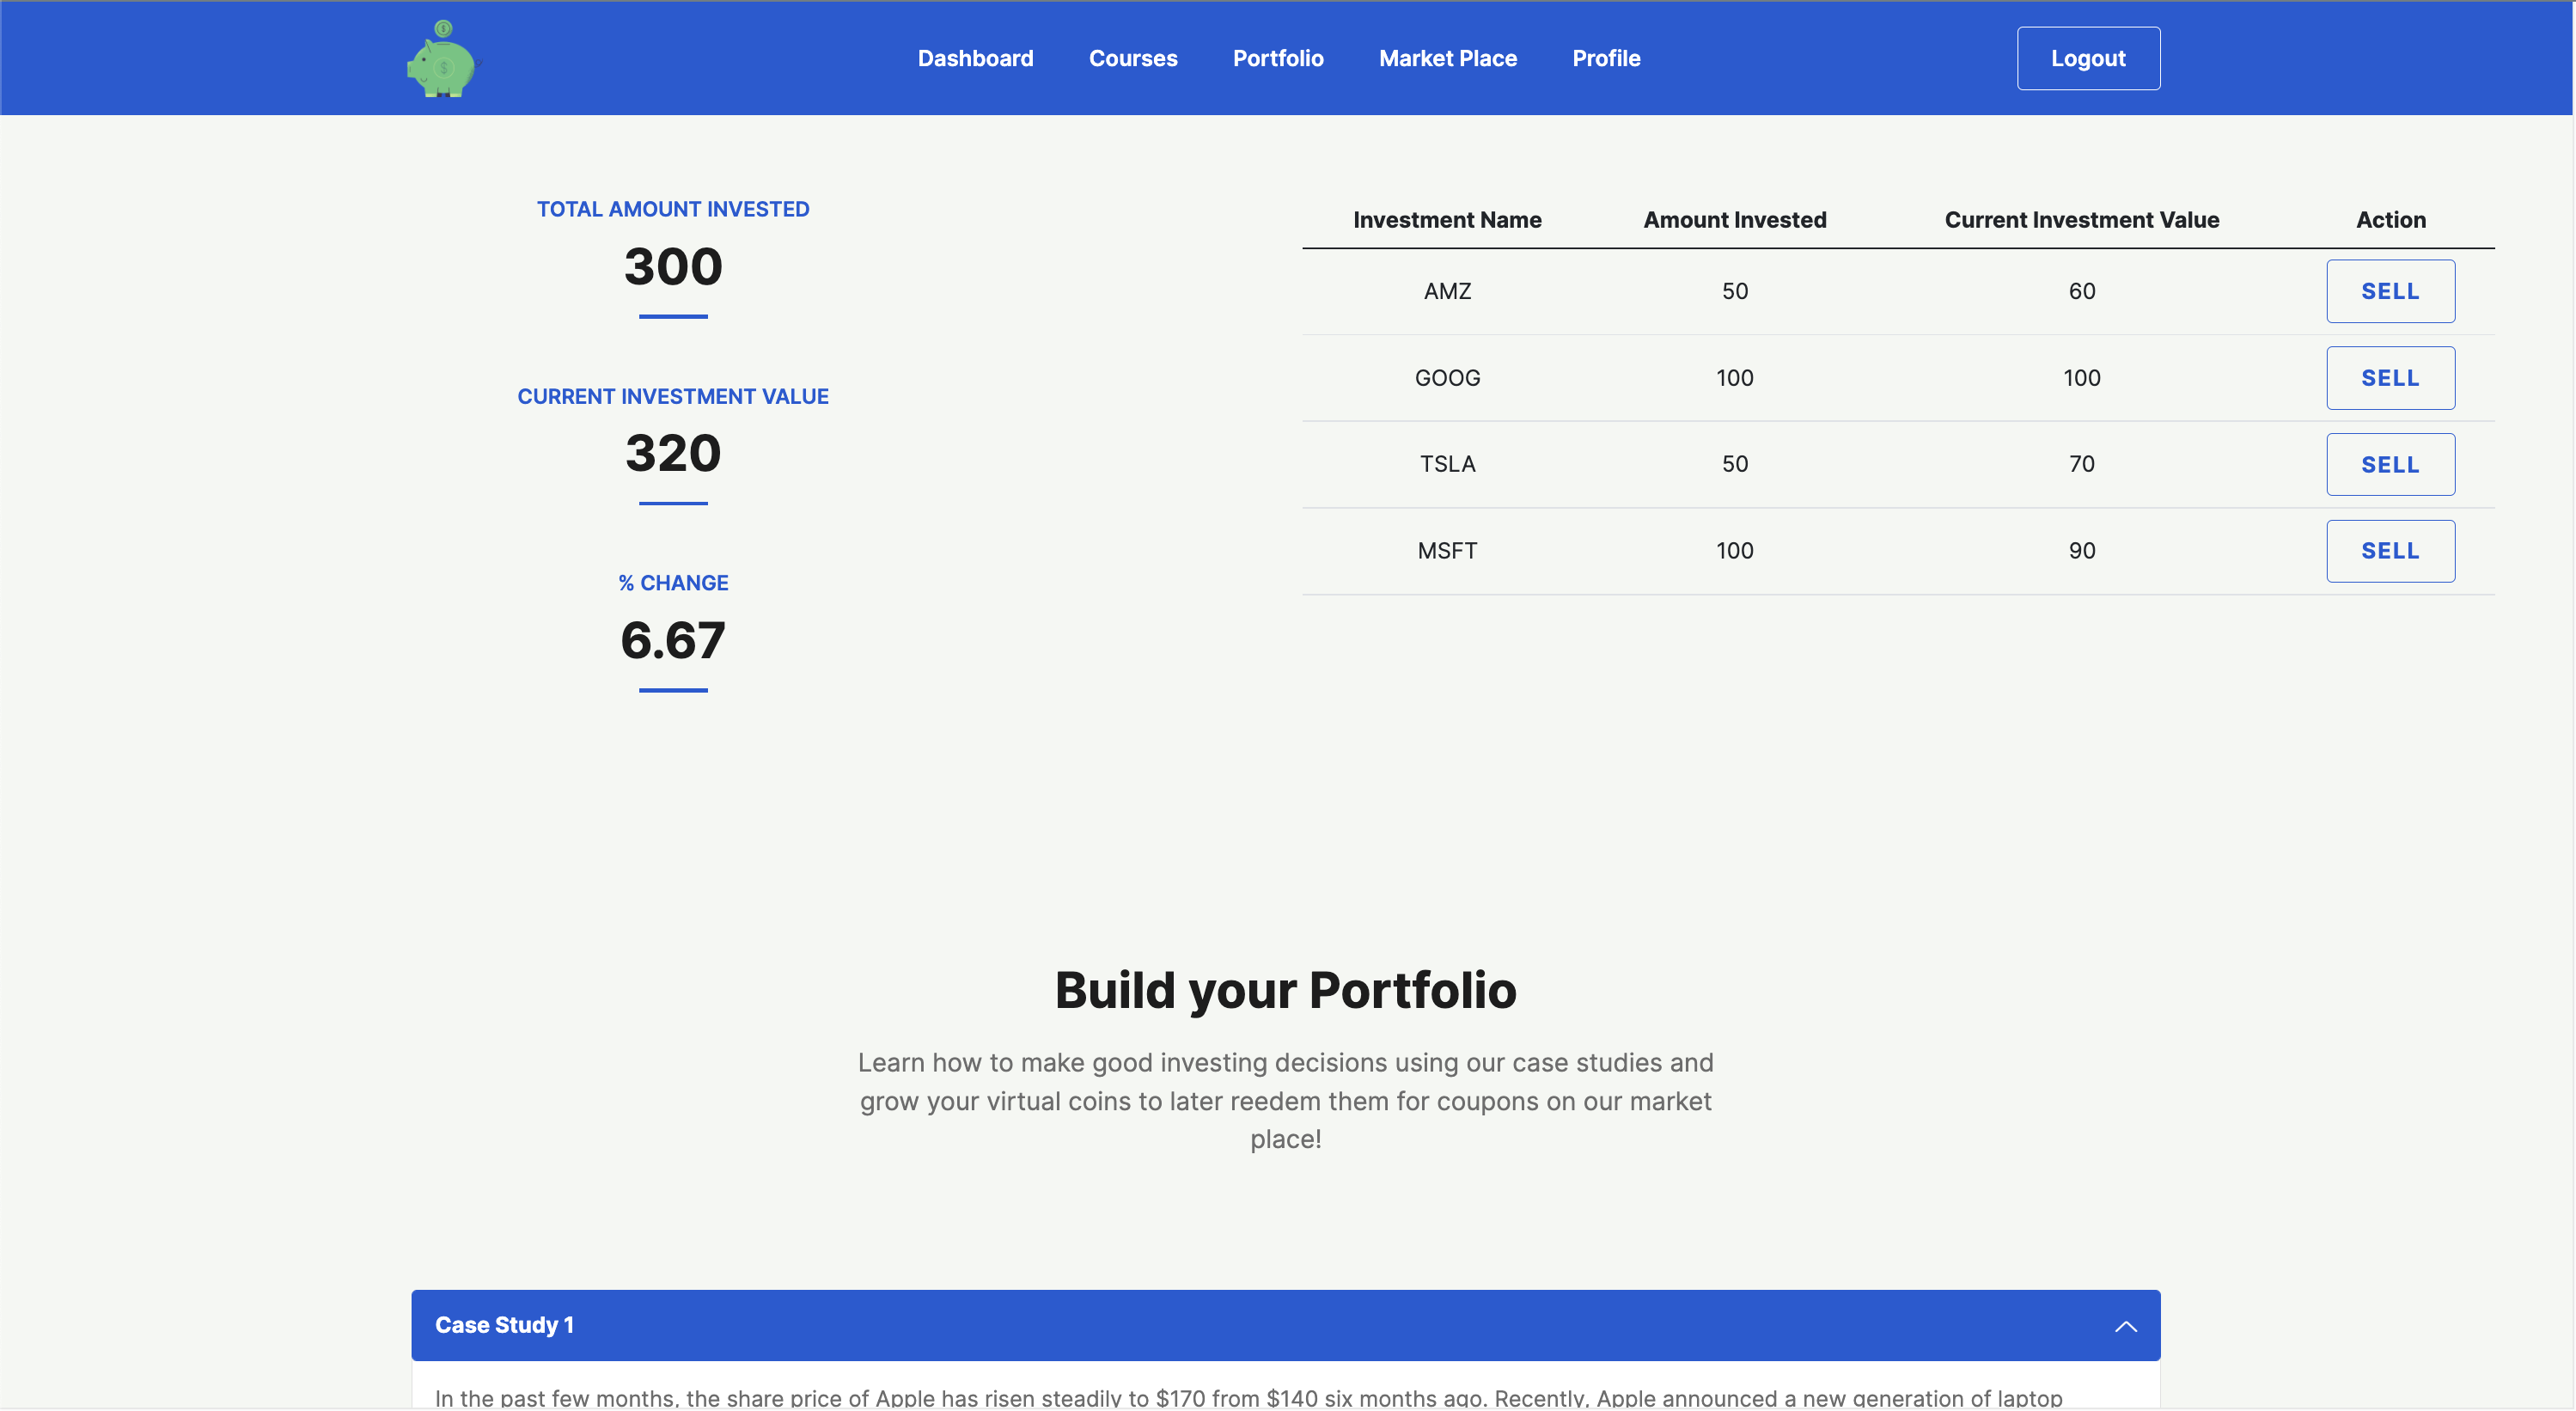 Dashboard Courses Portfolio Market Place Profile Logout
TOTAL AMOUNT INVESTED
300
CURRENT INVESTMENT VALUE
320
% CHANGE
6.67
Investment Name Amount Invested Current Investment Value Action
AMZ 50 60 SELL
GOOG 100 100 SELL
TSLA 50 70 SELL
MSFT 100 90 SELL
Build your Portfolio
Learn how to make good investing decisions using our case studies and
grow your virtual coins to later reedem them for coupons on our market
place!
Case Study 1
In the past few months, the share price of Apple has risen steadily to $170 from $140 six months ago. Recently, Apple announced a new generation of laptop